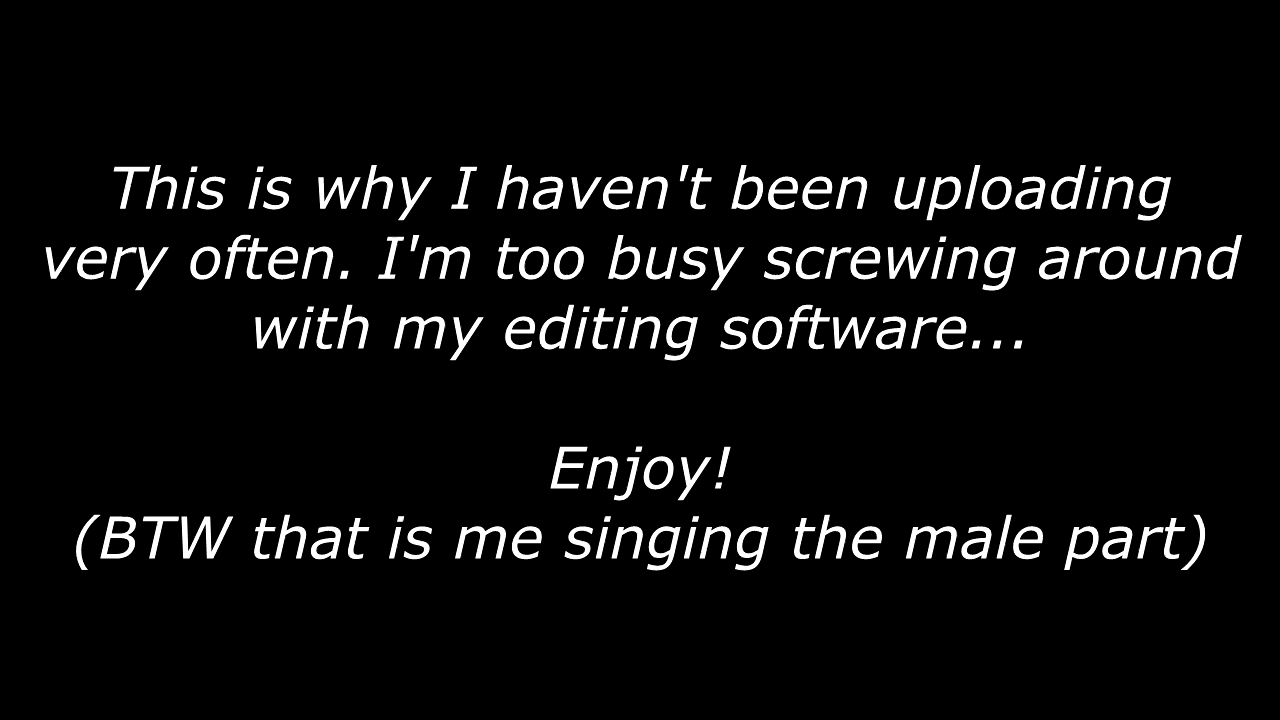 This is why I haven't been uploading
very often. I'm too busy screwing around
with my editing software...
Enjoy!
(BTW that is me singing the male part)